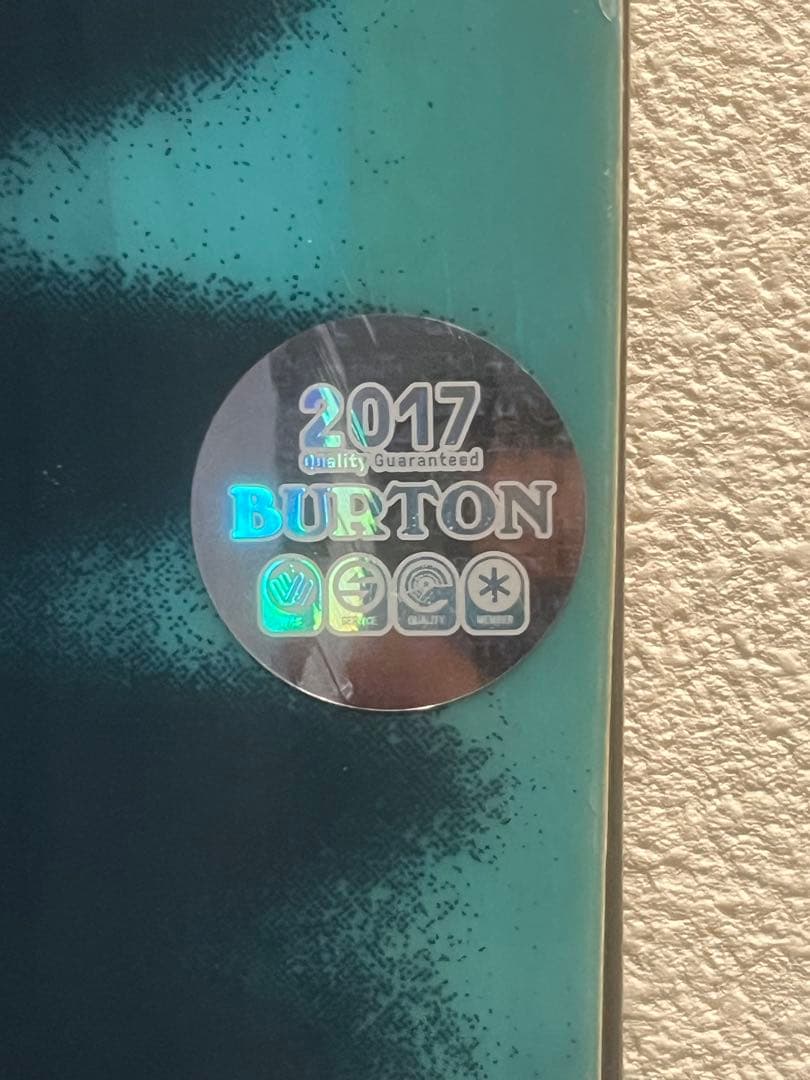 2017
Quality Guaranteed
BURTON
SERVICE QUALITY MEMBER